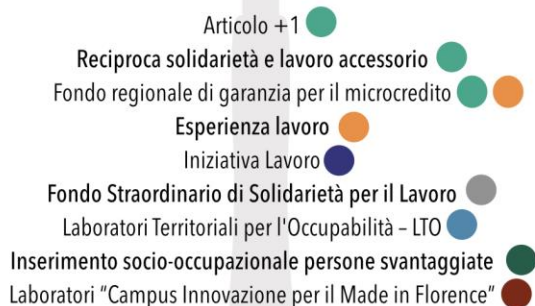 Articolo +1
Reciproca solidarietà e lavoro accessorio
Fondo regionale di garanzia per il microcredito
Esperienza lavoro
Iniziativa Lavoro
Fondo Straordinario di Solidarietà per il Lavoro
Laboratori Territoriali per l'Occupabilità – LTO
Inserimento socio-occupazionale persone svantaggiate
Laboratori “Campus Innovazione per il Made in Florence”